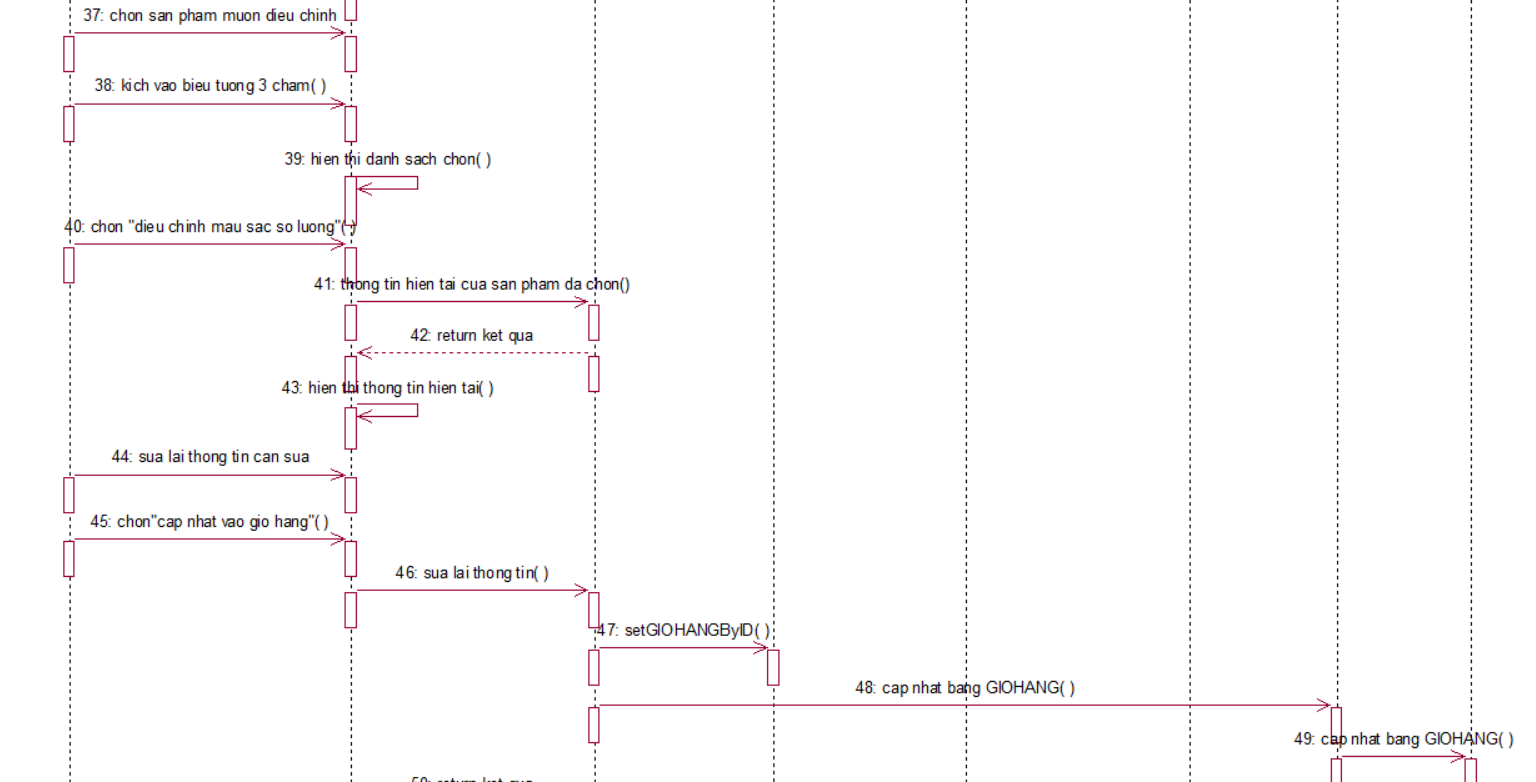 37: chon san pham muon dieu chinh
38: kich vao bieu tuong 3 cham( )
39: hien thi danh sach chon( )
40: chon "dieu chinh mau sac so luong"( )
41: thong tin hien tai cua san pham da chon()
42: return ket qua
43: hien thi thong tin hien tai( )
44: sua lai thong tin can sua
45: chon"cap nhat vao gio hang"( )
46: sua lai thong tin( )
47: setGIOHANGByID( )
48: cap nhat bang GIOHANG( )
49: cap nhat bang GIOHANG( )
50: return ket qua